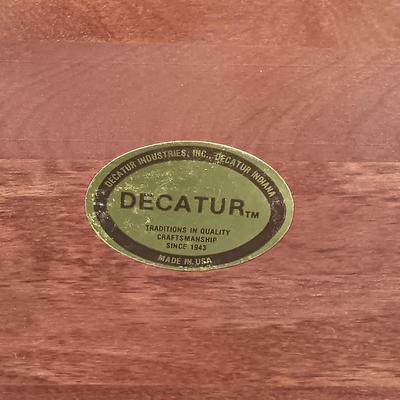 DECATUR INDUSTRIES, INC., DECATUR INDIANA
DECATUR™
TRADITIONS IN QUALITY
CRAFTSMANSHIP
SINCE 1943
MADE IN USA